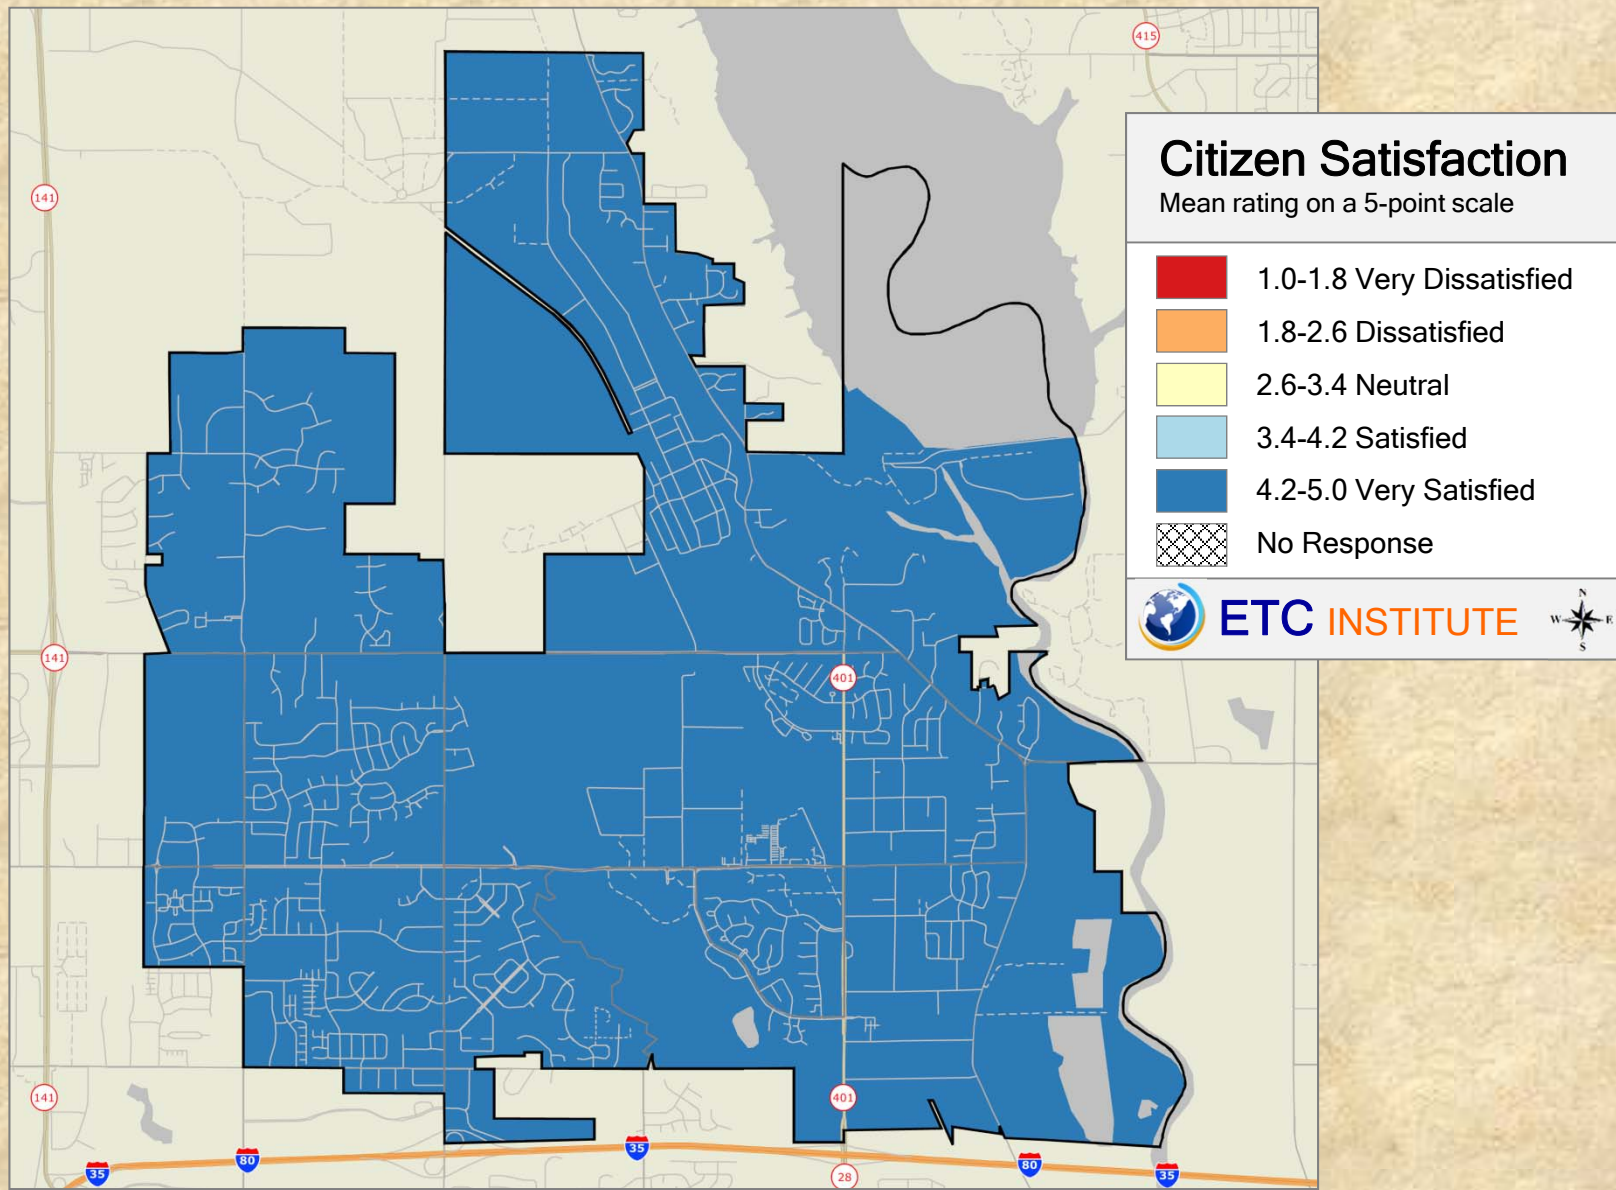 415
141
Citizen Satisfaction
Mean rating on a 5-point scale
1.0-1.8 Very Dissatisfied
1.8-2.6 Dissatisfied
2.6-3.4 Neutral
3.4-4.2 Satisfied
4.2-5.0 Very Satisfied
No Response
ETC INSTITUTE
N
W E
S
141
401
141
401
35
80
35
80
35
28